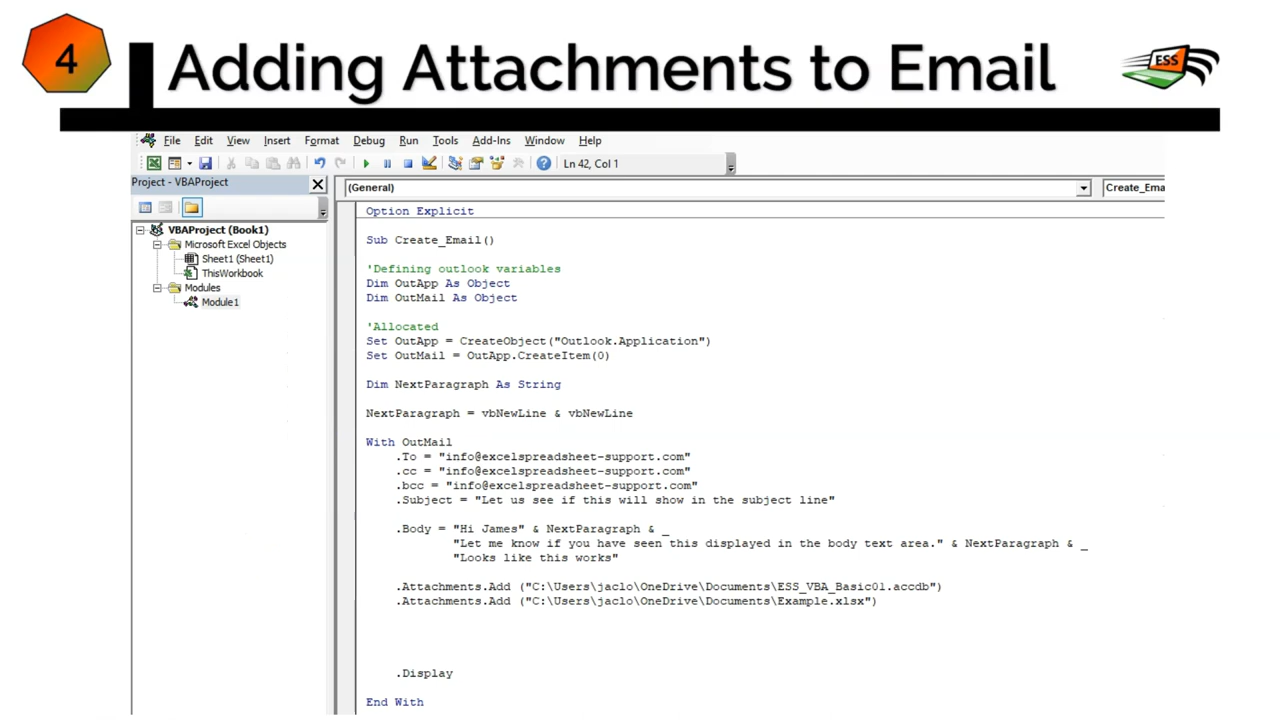 4
Adding Attachments to Email
ESS
File Edit View Insert Format Debug Run Tools Add-Ins Window Help
Ln 42, Col 1
Project - VBAProject
(General)
Create_Ema
VBAProject (Book1)
Microsoft Excel Objects
Sheet1 (Sheet1)
ThisWorkbook
Modules
Module1
Option Explicit
Sub Create_Email()
'Defining outlook variables
Dim OutApp As Object
Dim OutMail As Object
'Allocated
Set OutApp = CreateObject("Outlook.Application")
Set OutMail = OutApp.CreateItem(0)
Dim NextParagraph As String
NextParagraph = vbNewLine & vbNewLine
With OutMail
.To = "info@excelspreadsheet-support.com"
.cc = "info@excelspreadsheet-support.com"
.bcc = "info@excelspreadsheet-support.com"
.Subject = "Let us see if this will show in the subject line"
.Body = "Hi James" & NextParagraph & _
"Let me know if you have seen this displayed in the body text area." & NextParagraph & _
"Looks like this works"
.Attachments.Add ("C:\Users\jaclo\OneDrive\Documents\ESS_VBA_Basic01.accdb")
.Attachments.Add ("C:\Users\jaclo\OneDrive\Documents\Example.xlsx")
.Display
End With